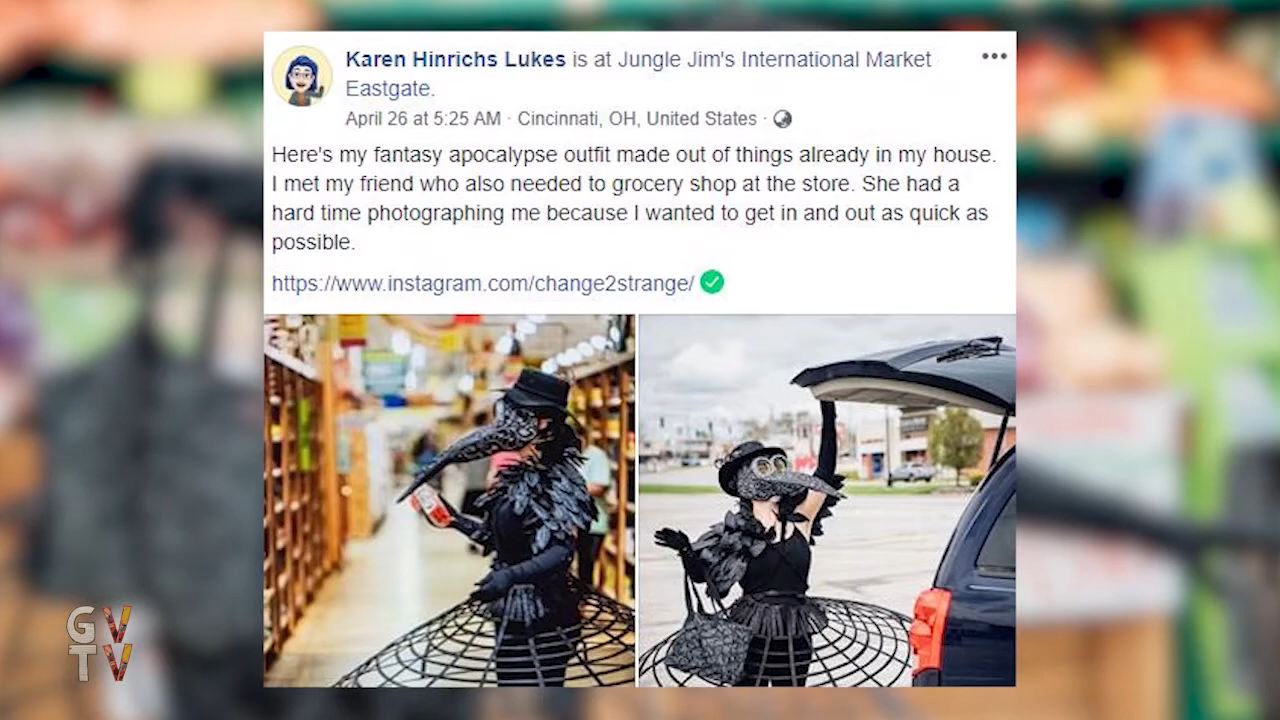 Karen Hinrichs Lukes is at Jungle Jim's International Market
Eastgate.
April 26 at 5:25 AM · Cincinnati, OH, United States ·
Here's my fantasy apocalypse outfit made out of things already in my house.
I met my friend who also needed to grocery shop at the store. She had a
hard time photographing me because I wanted to get in and out as quick as
possible.
https://www.instagram.com/change2strange/
GV
TV